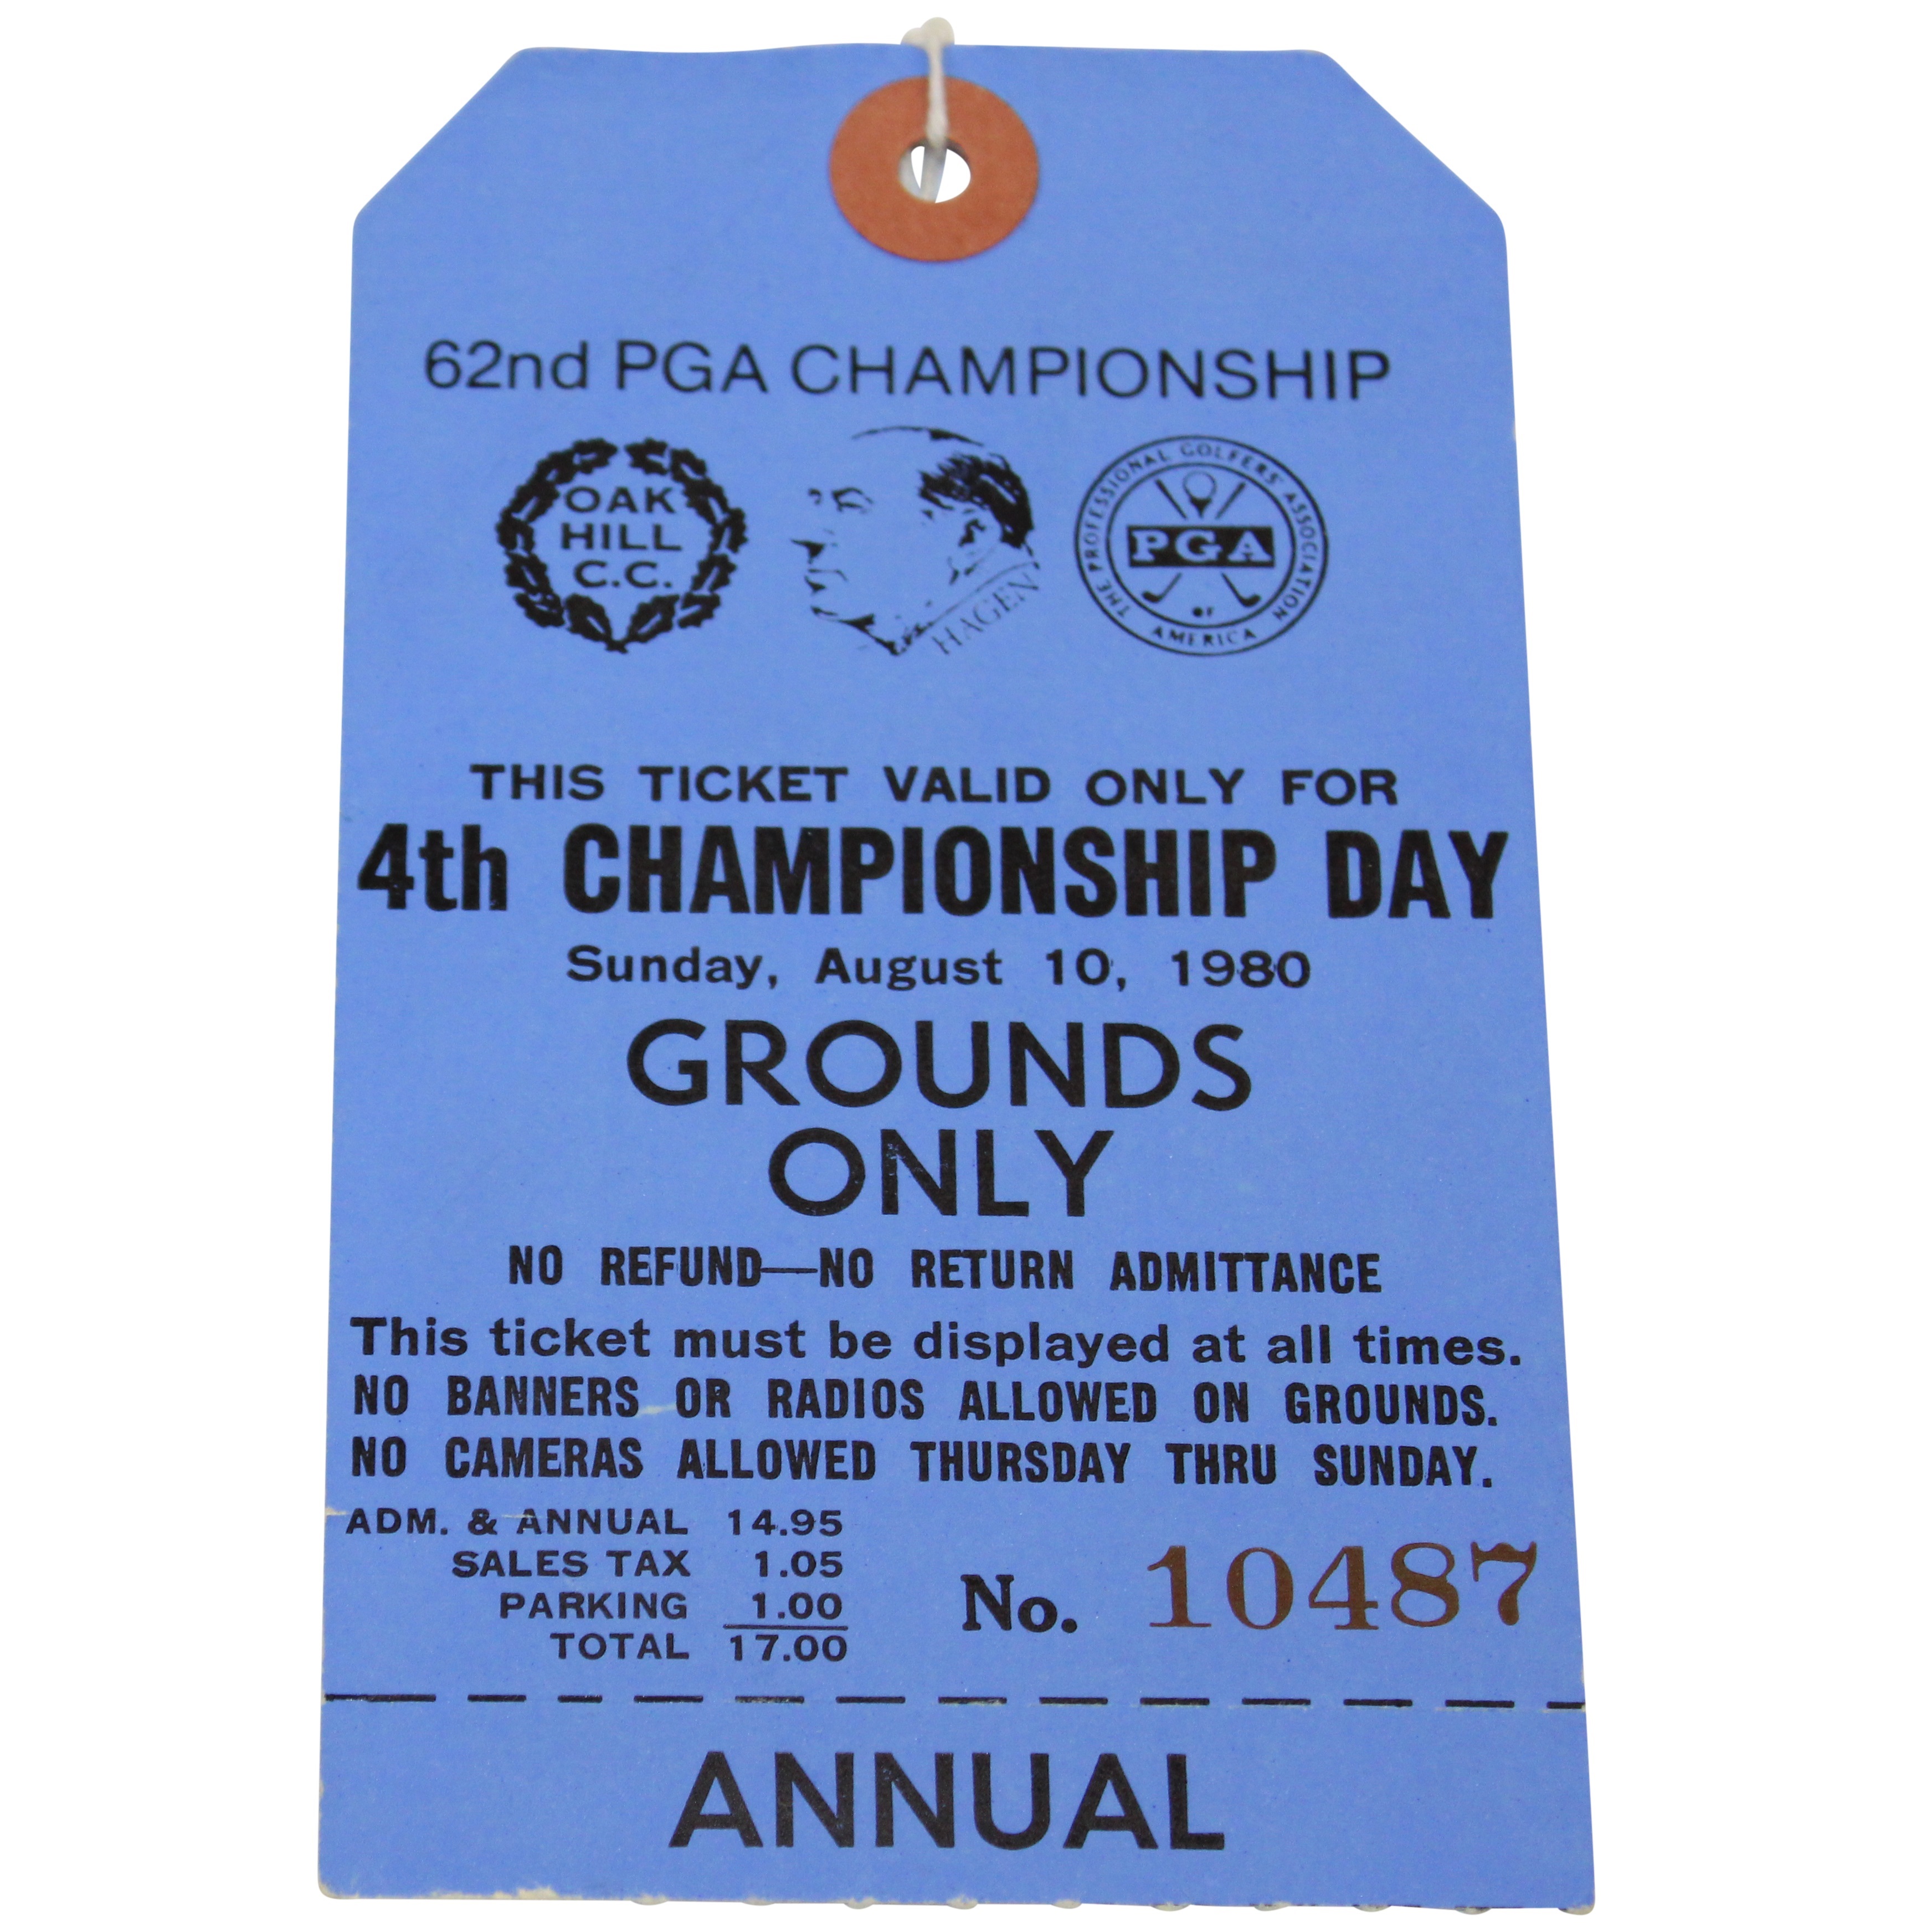 62nd PGA CHAMPIONSHIP
OAK
HILL
C.C.
HAGEN
THE PROFESSIONAL GOLFERS' ASSOCIATION
PGA
OF
AMERICA
THIS TICKET VALID ONLY FOR
4th CHAMPIONSHIP DAY
Sunday, August 10, 1980
GROUNDS
ONLY
NO REFUND—NO RETURN ADMITTANCE
This ticket must be displayed at all times.
NO BANNERS OR RADIOS ALLOWED ON GROUNDS.
NO CAMERAS ALLOWED THURSDAY THRU SUNDAY.
ADM. & ANNUAL 14.95
SALES TAX 1.05
PARKING 1.00
TOTAL 17.00
No. 10487
ANNUAL